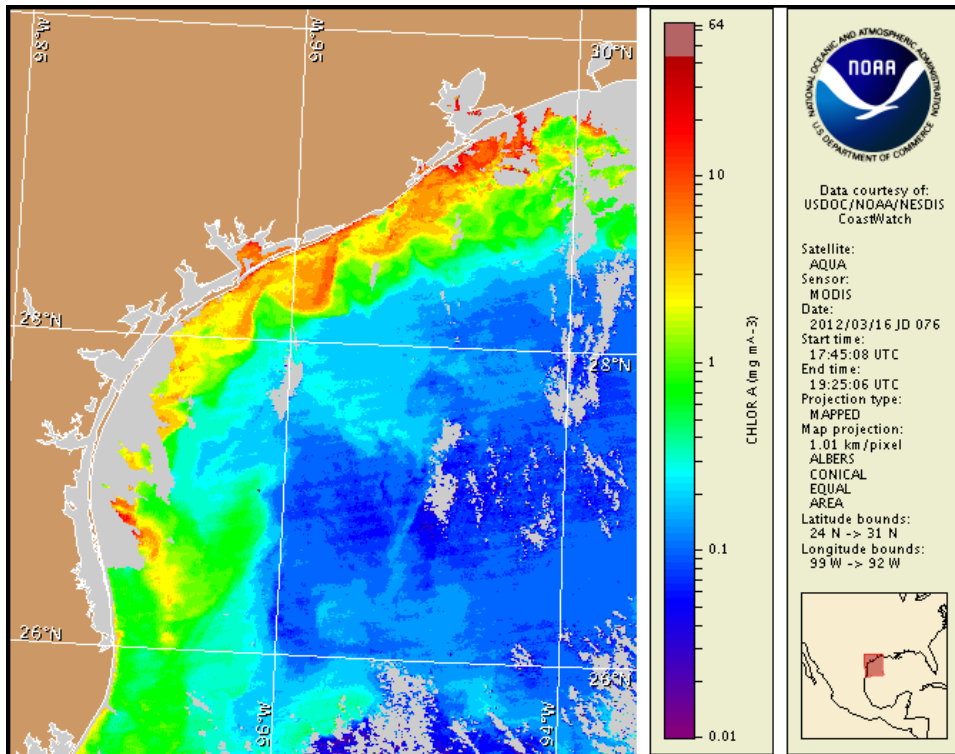 98°W
96°W
30°N
28°N
28°N
26°N
26°N
96°W
94°W
64
10
1
0.1
0.01
CHLOR A (mg m^-3)
NATIONAL OCEANIC AND ATMOSPHERIC ADMINISTRATION
NOAA
U.S. DEPARTMENT OF COMMERCE
Data courtesy of:
USDOC/NOAA/NESDIS
CoastWatch
Satellite:
AQUA
Sensor:
MODIS
Date:
2012/03/16 JD 076
Start time:
17:45:08 UTC
End time:
19:25:06 UTC
Projection type:
MAPPED
Map projection:
1.01 km/pixel
ALBERS
CONICAL
EQUAL
AREA
Latitude bounds:
24 N -> 31 N
Longitude bounds:
99 W -> 92 W